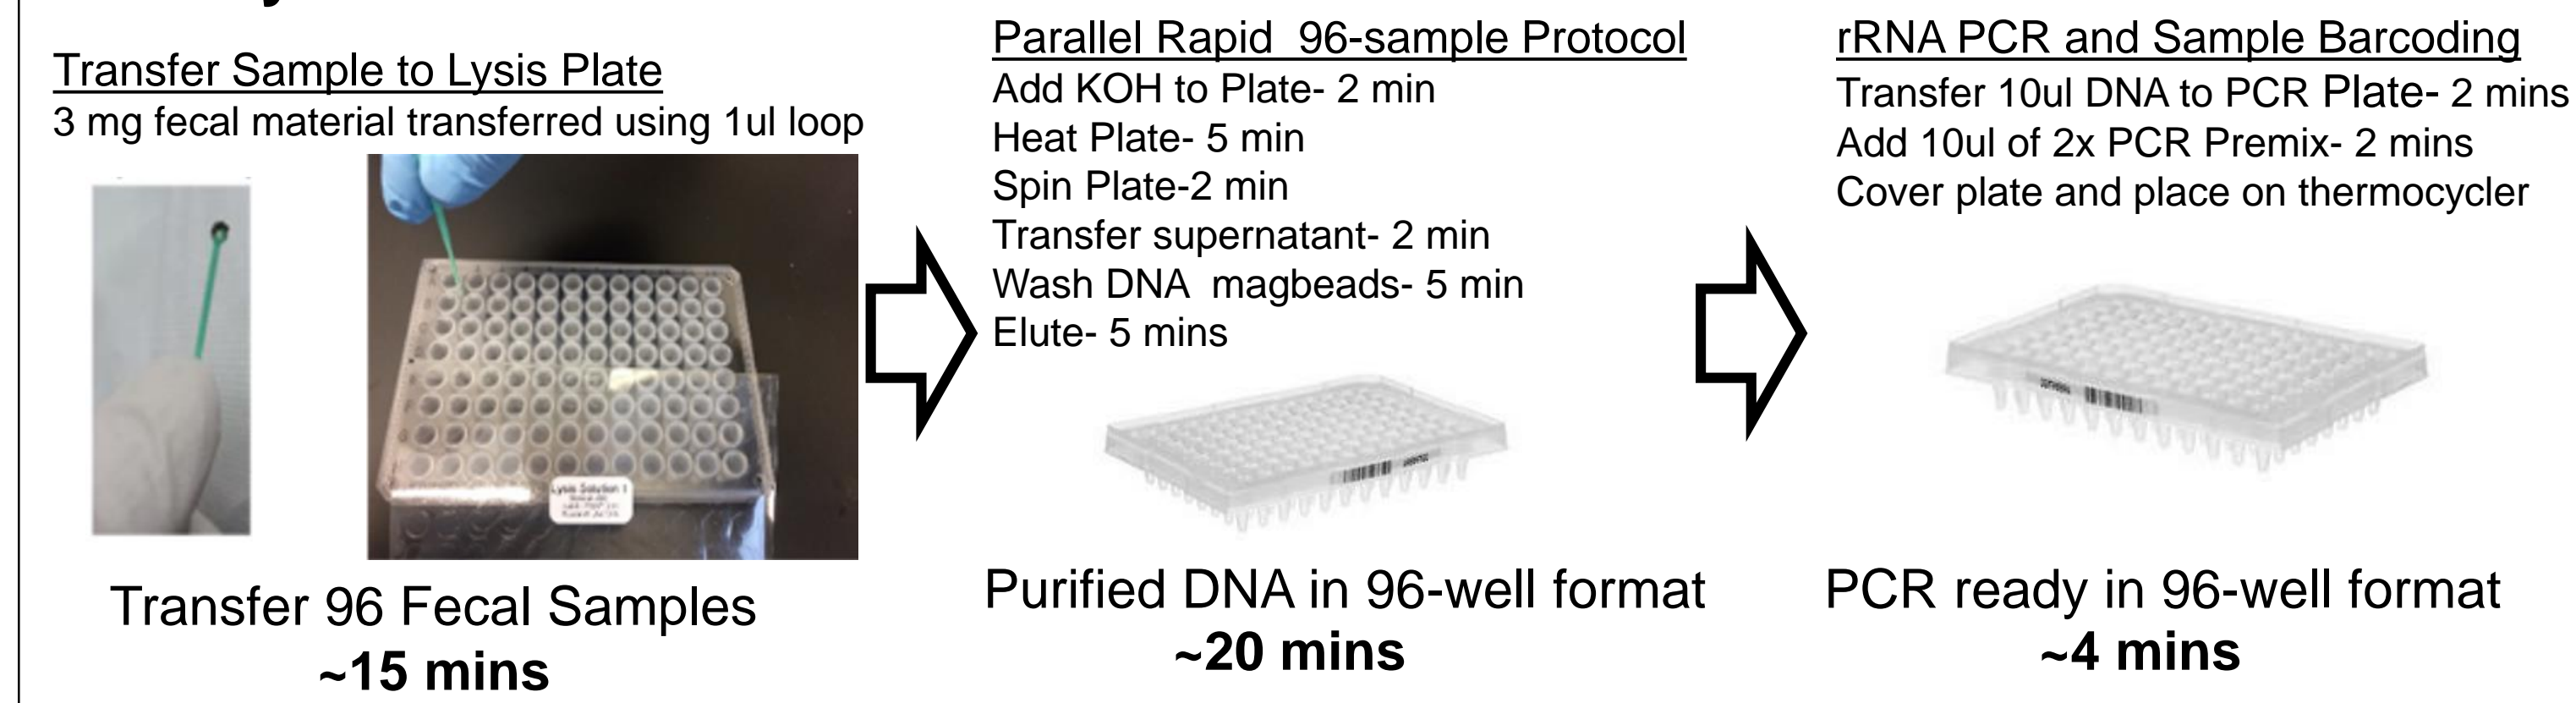 Transfer Sample to Lysis Plate
3 mg fecal material transferred using 1ul loop
Lysis Solution 1
Transfer 96 Fecal Samples
~15 mins
Parallel Rapid 96-sample Protocol
Add KOH to Plate- 2 min
Heat Plate- 5 min
Spin Plate-2 min
Transfer supernatant- 2 min
Wash DNA magbeads- 5 min
Elute- 5 mins
Purified DNA in 96-well format
~20 mins
rRNA PCR and Sample Barcoding
Transfer 10ul DNA to PCR Plate- 2 mins
Add 10ul of 2x PCR Premix- 2 mins
Cover plate and place on thermocycler
PCR ready in 96-well format
~4 mins